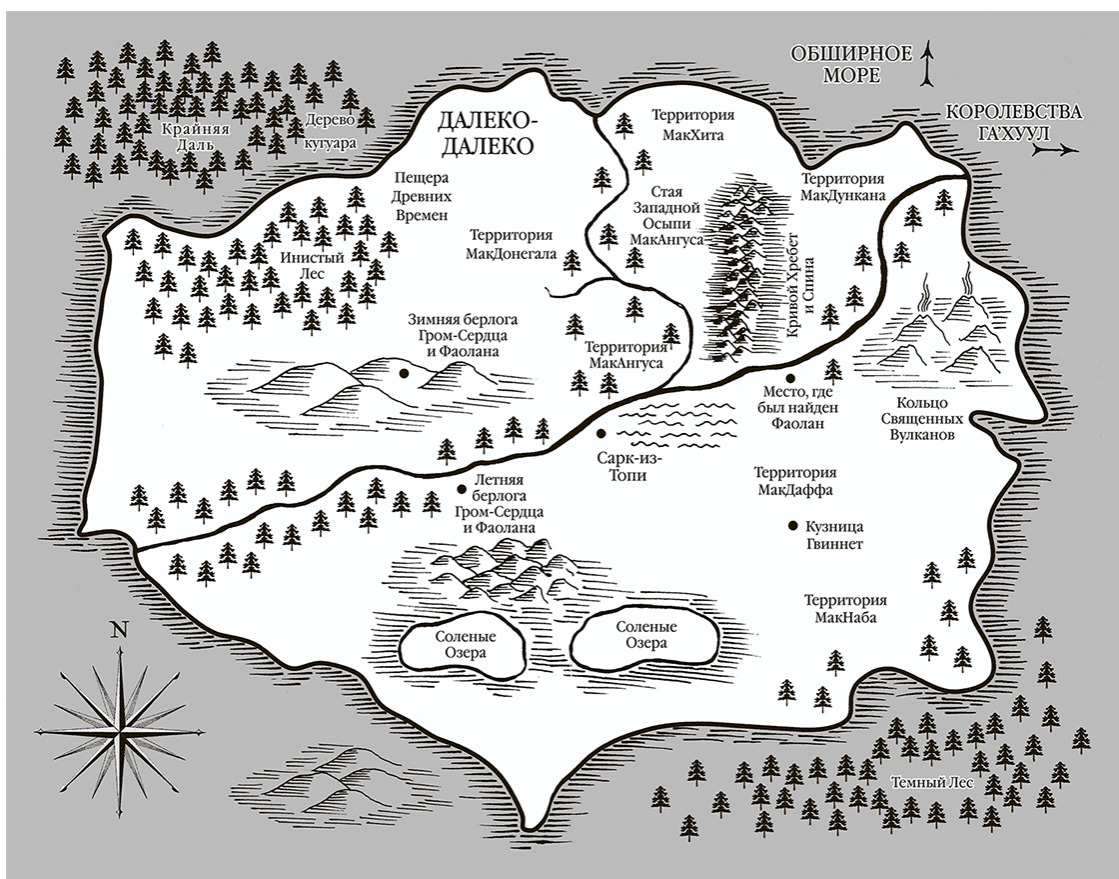 ОБШИРНОЕ
МОРЕ
КОРОЛЕВСТВА
ГА'ХУУЛ
Крайняя
Даль
Дерево
кугуара
ДАЛЕКО-
ДАЛЕКО
Территория
МакХита
Пещера
Древних
Времен
Стая
Западной
Осыпи
МакАнгуса
Территория
МакДункана
Территория
МакДонегала
Инистый
Лес
Кривой Хребет
и Спина
Зимняя берлога
Гром-Сердца
и Фаолана
Территория
МакАнгуса
Место, где
был найден
Фаолан
Кольцо
Священных
Вулканов
Сарк-из-
Топи
Территория
МакДаффа
Летняя
берлога
Гром-Сердца
и Фаолана
Кузница
Гвиннет
Территория
МакНаба
Соленые
Озера
Соленые
Озера
N
Темный Лес